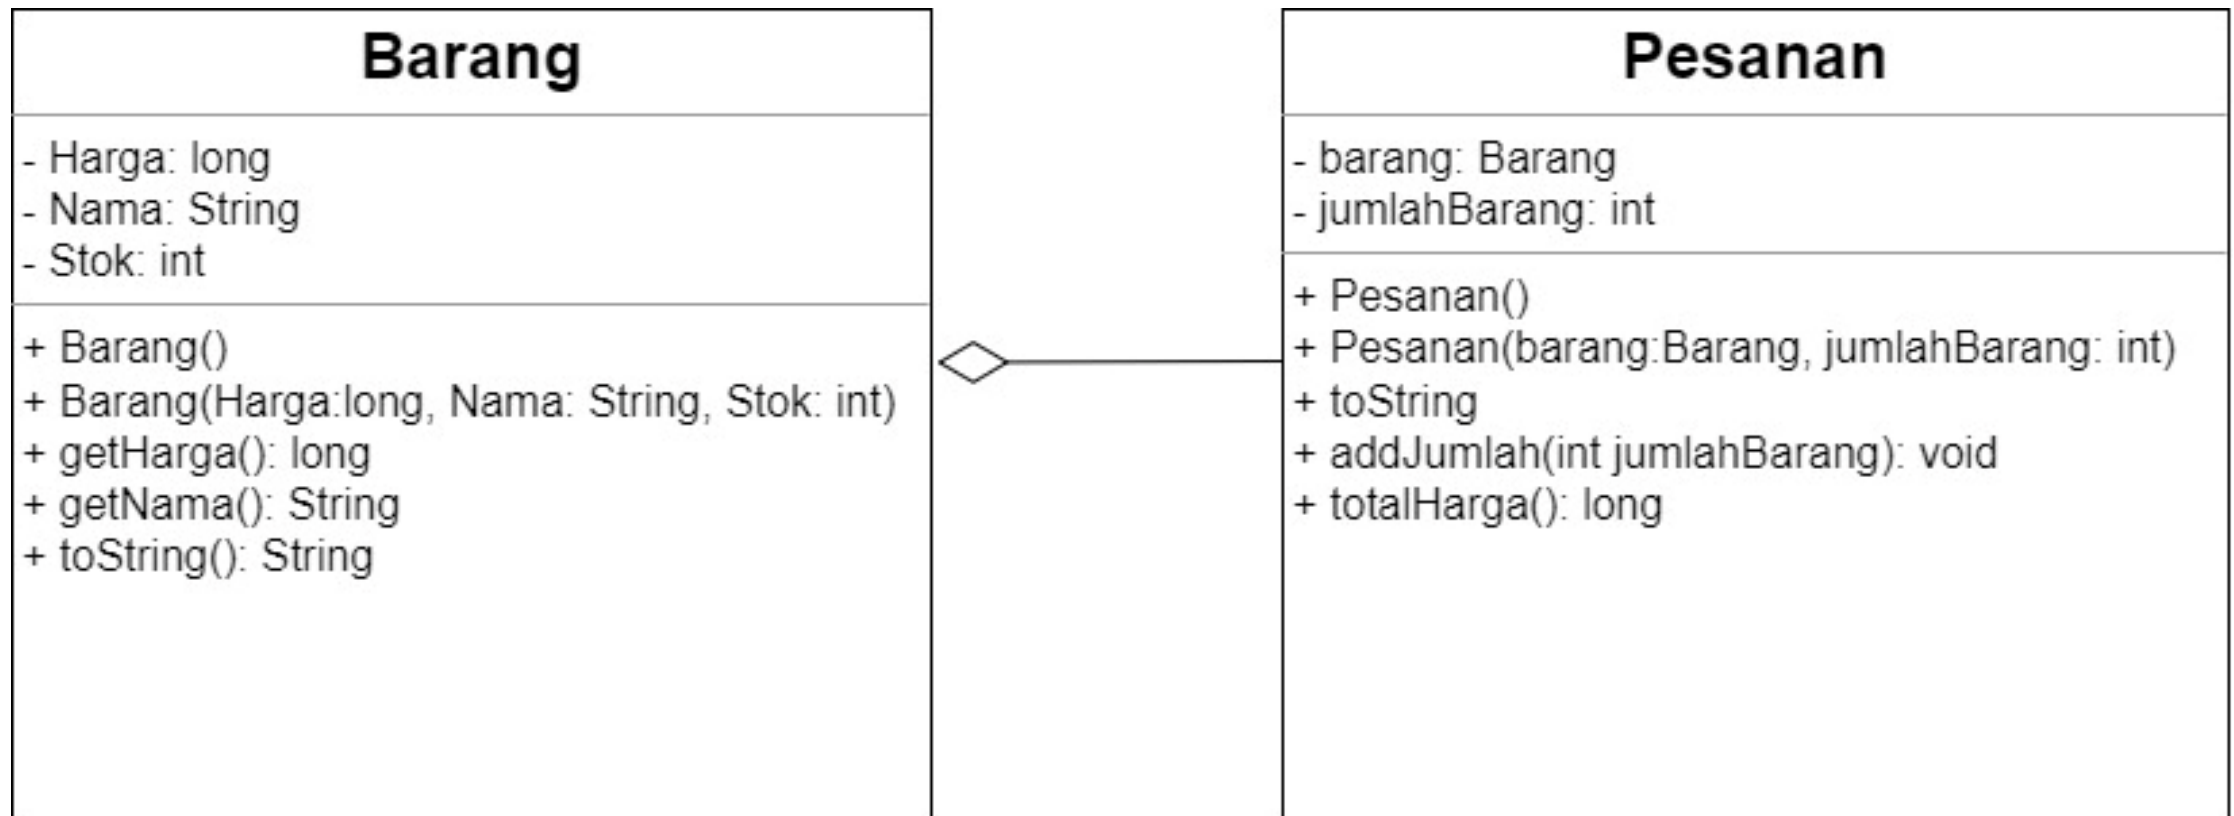 Barang
- Harga: long
- Nama: String
- Stok: int
+ Barang()
+ Barang(Harga:long, Nama: String, Stok: int)
+ getHarga(): long
+ getNama(): String
+ toString(): String
Pesanan
- barang: Barang
- jumlahBarang: int
+ Pesanan()
+ Pesanan(barang:Barang, jumlahBarang: int)
+ toString
+ addJumlah(int jumlahBarang): void
+ totalHarga(): long